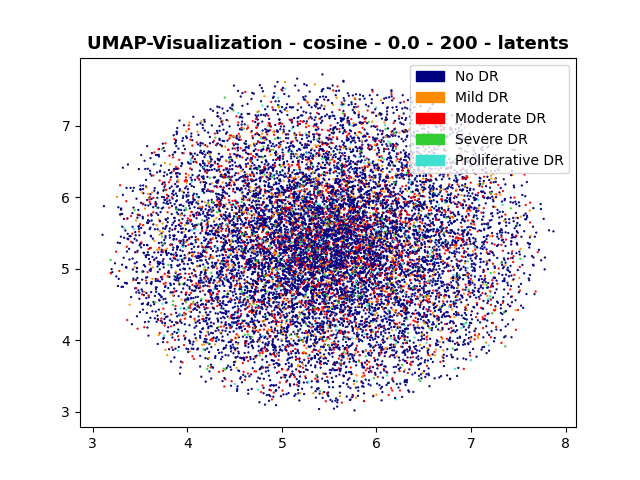 UMAP-Visualization - cosine - 0.0 - 200 - latents
No DR
Mild DR
Moderate DR
Severe DR
Proliferative DR
7
6
5
4
3
3 4 5 6 7 8